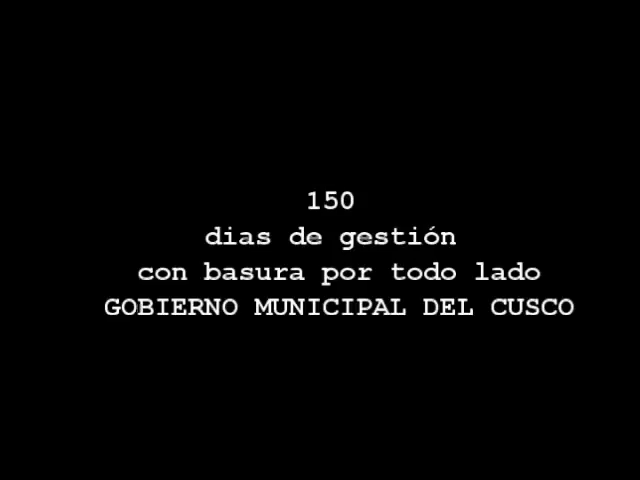 150
dias de gestión
con basura por todo lado
GOBIERNO MUNICIPAL DEL CUSCO